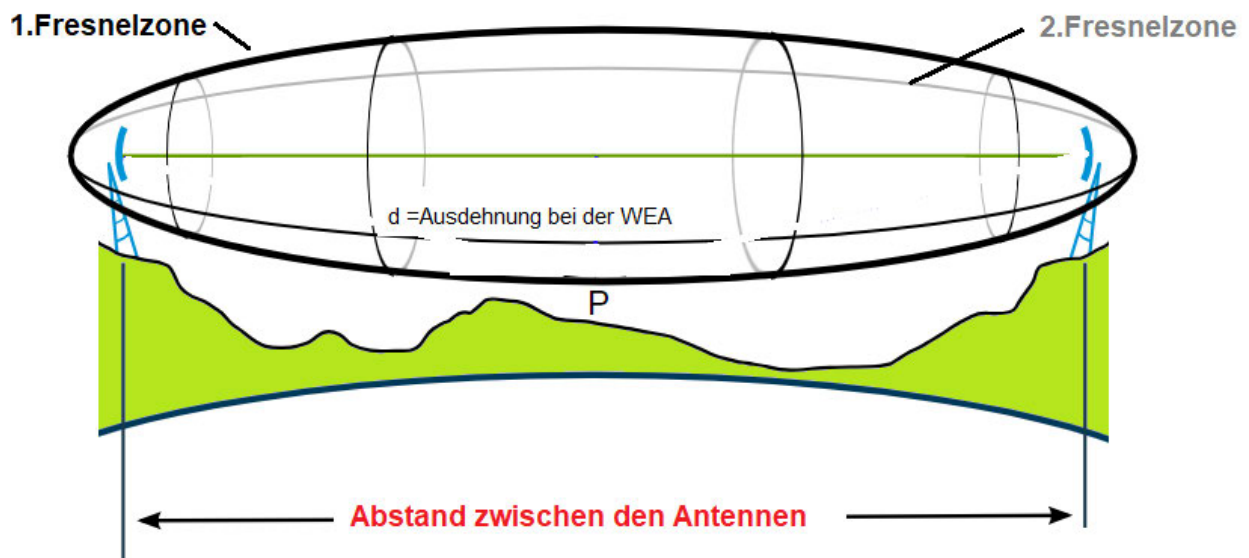 1.Fresnelzone
2.Fresnelzone
d =Ausdehnung bei der WEA
P
Abstand zwischen den Antennen